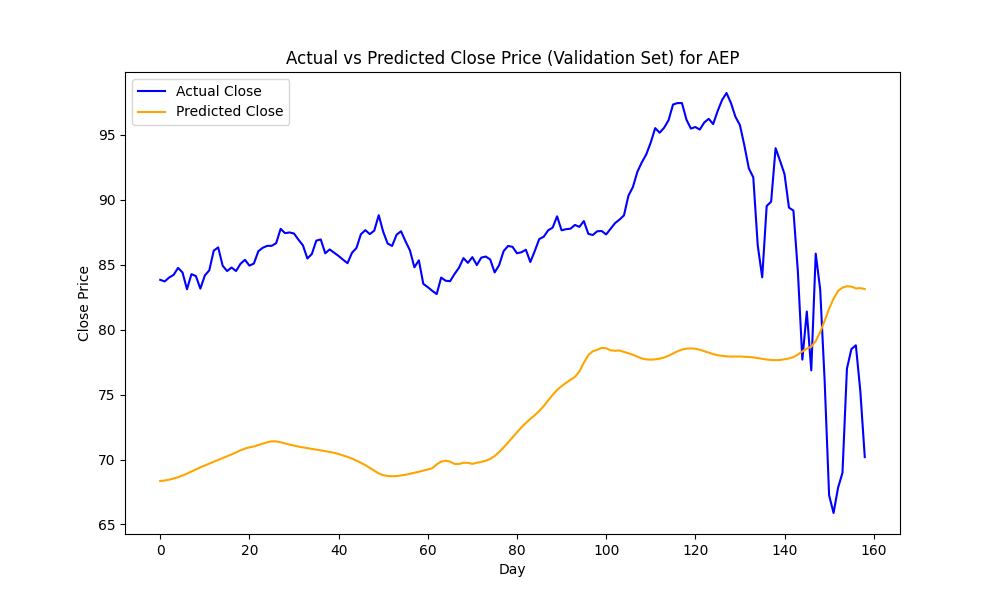 Actual vs Predicted Close Price (Validation Set) for AEP
Actual Close
Predicted Close
Close Price
95
90
85
80
75
70
65
0 20 40 60 80 100 120 140 160
Day